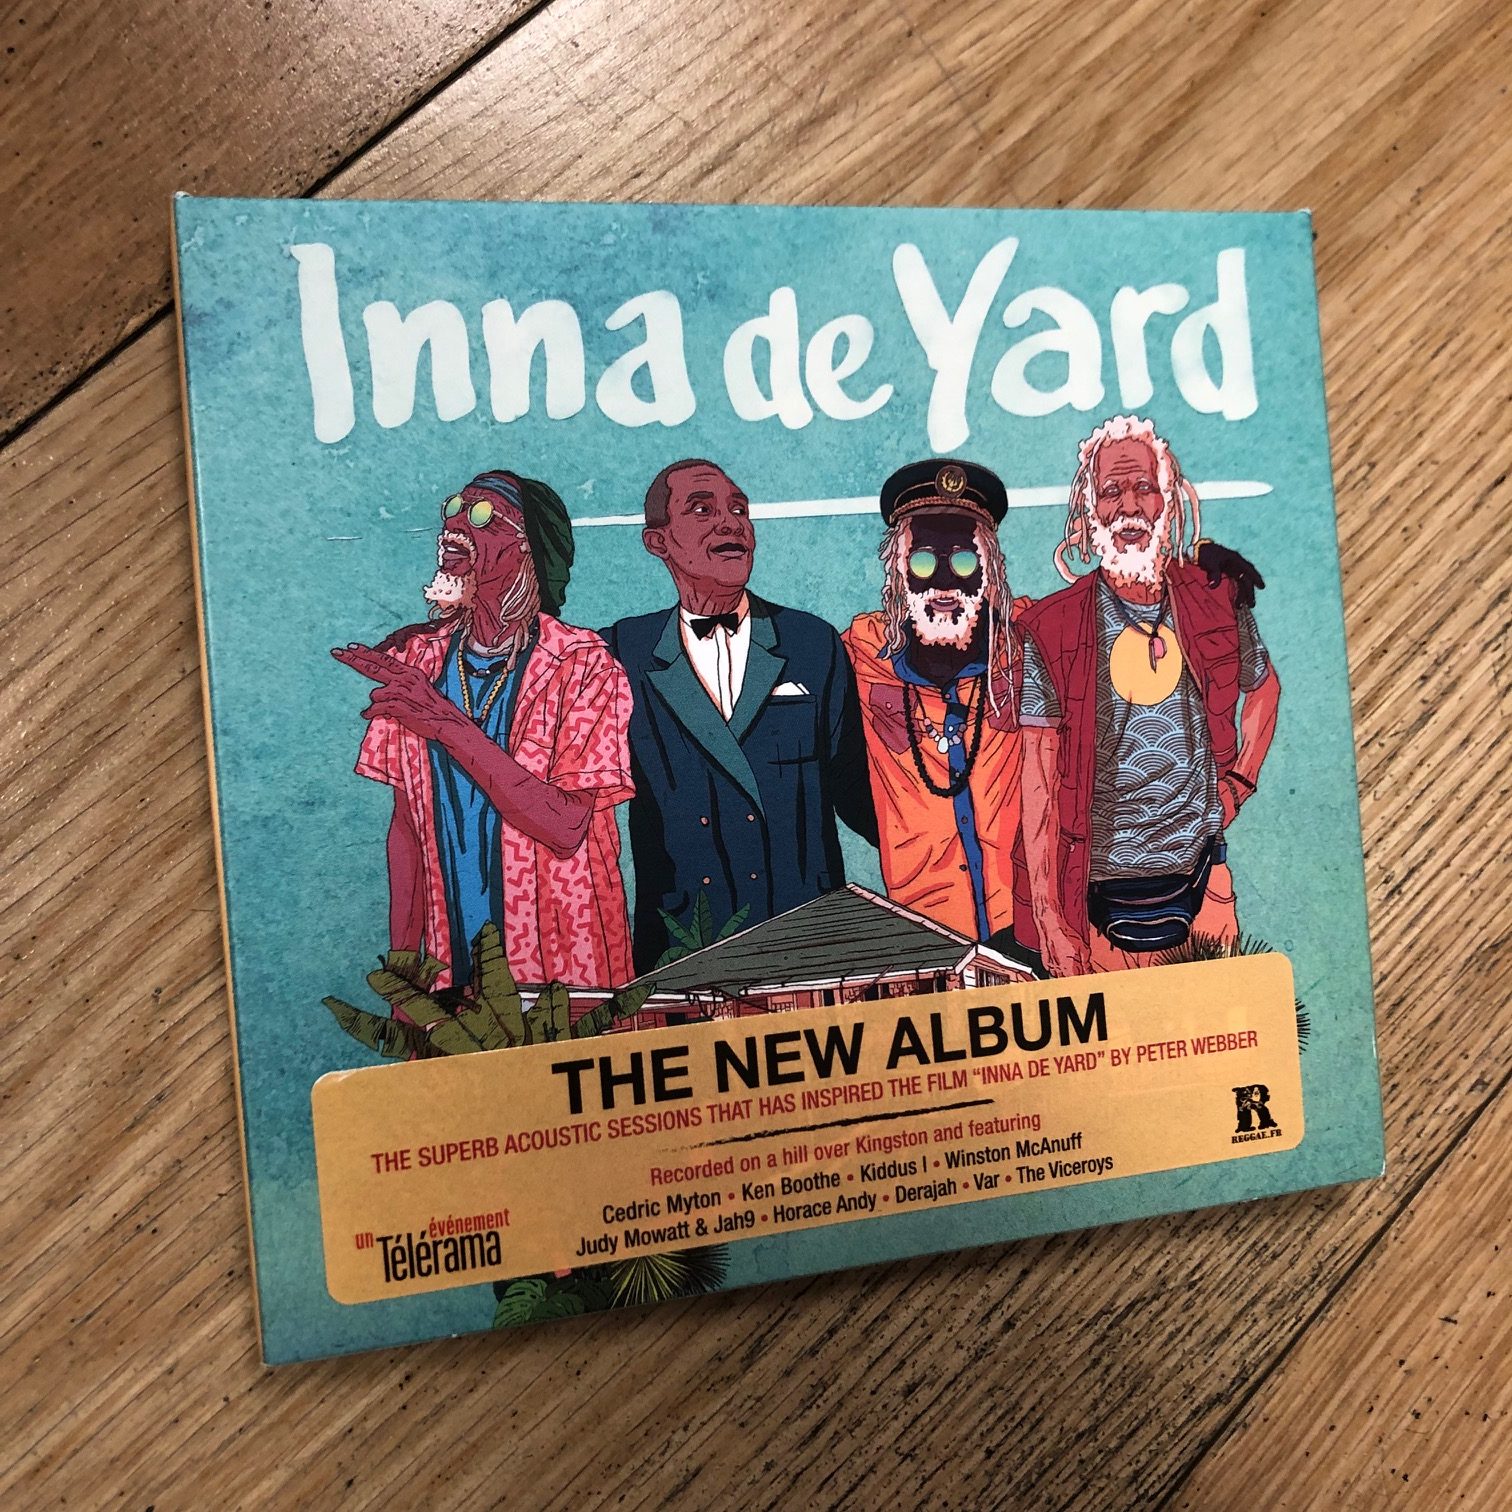 Inna de Yard
THE NEW ALBUM
THE SUPERB ACOUSTIC SESSIONS THAT HAS INSPIRED THE FILM “INNA DE YARD” BY PETER WEBBER
Recorded on a hill over Kingston and featuring
Cedric Myton • Ken Boothe • Kiddus I • Winston McAnuff
Judy Mowatt & Jah9 • Horace Andy • Derajah • Var • The Viceroys
un événement
Télérama
R
REGGAE.FR